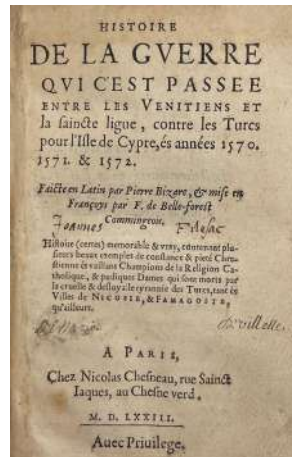 HISTOIRE
DE LA GVERRE
QVI C'EST PASSEE
ENTRE LES VENITIENS ET
la saincte ligue, contre les Turcs
pour l'Isle de Cypre, és années 1570.
1571. & 1572.
Faicte en Latin par Pierre Bizare, & mise en
Françoys par F. de Belle-forest
Commingeois.
Joannes
Histoire (certes) memorable & vray, contenant plu-
sieurs beaux exemples de constance & pieté Chre-
stienne és vaillans Champions de la Religion Ca-
tholique, & pudiques Dames qui sont morts par
la cruelle & desloyale tyrannie des Turcs, tant és
Villes de NICOSIE, & FAMAGOSTE,
qu'ailleurs.
A PARIS,
Chez Nicolas Chesneau, rue Sainct
Iaques, au Chesne verd.
M. D. LXXIII.
Auec Priuilege.